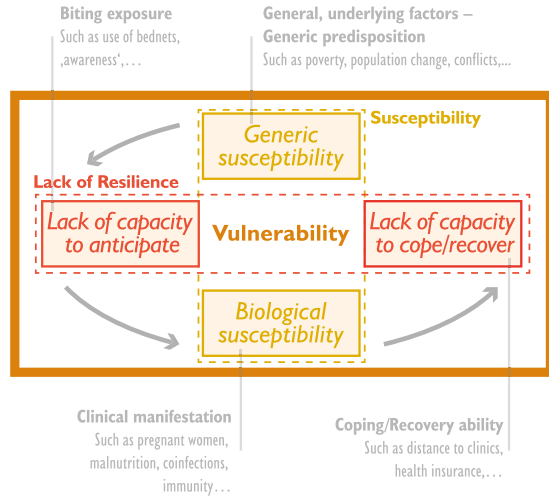 Biting exposure
Such as use of bednets,
‚awareness‘,…
General, underlying factors –
Generic predisposition
Such as poverty, population change, conflicts,...
Susceptibility
Generic
susceptibility
Lack of Resilience
Lack of capacity
to anticipate
Vulnerability
Lack of capacity
to cope/recover
Biological
susceptibility
Clinical manifestation
Such as pregnant women,
malnutrition, coinfections,
immunity…
Coping/Recovery ability
Such as distance to clinics,
health insurance,…